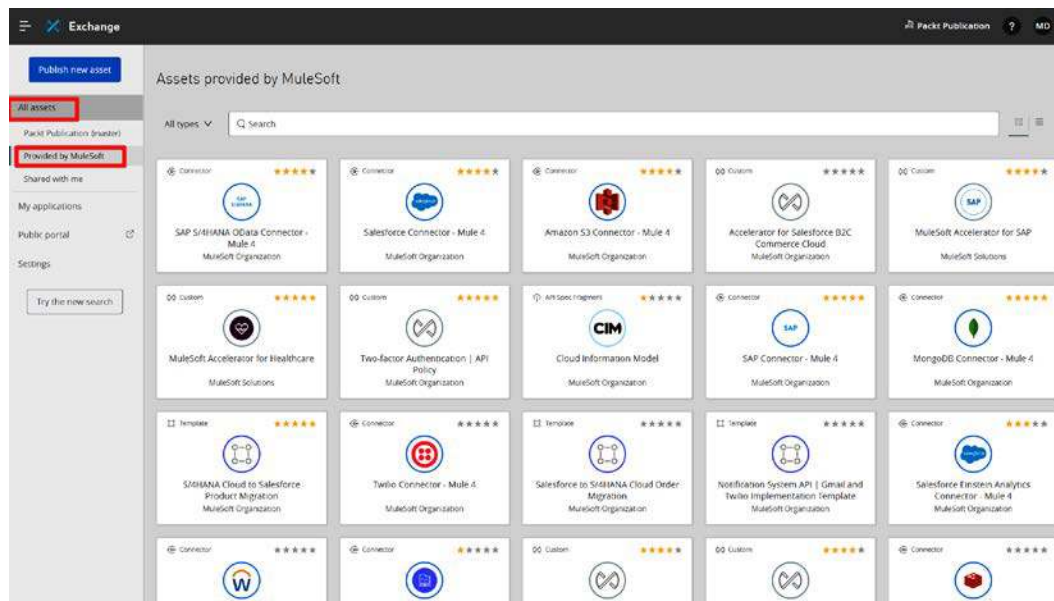 Exchange
Packt Publication
?
MD
Publish new asset
All assets
Packt Publication (master)
Provided by MuleSoft
Shared with me
My applications
Public portal
Settings
Try the new search
Assets provided by MuleSoft
All types
Search
Connector
SAP S/4HANA OData Connector -
Mule 4
MuleSoft Organization
Connector
Salesforce Connector - Mule 4
MuleSoft Organization
Connector
Amazon S3 Connector - Mule 4
MuleSoft Organization
Custom
Accelerator for Salesforce B2C
Commerce Cloud
MuleSoft Organization
Custom
SAP
MuleSoft Accelerator for SAP
MuleSoft Solutions
Custom
MuleSoft Accelerator for Healthcare
MuleSoft Solutions
Custom
Two-factor Authentication | API
Policy
MuleSoft Organization
API Spec Fragment
CIM
Cloud Information Model
MuleSoft Organization
Connector
SAP
SAP Connector - Mule 4
MuleSoft Organization
Connector
MongoDB Connector - Mule 4
MuleSoft Organization
Template
S/4HANA Cloud to Salesforce
Product Migration
MuleSoft Organization
Connector
Twilio Connector - Mule 4
MuleSoft Organization
Template
Salesforce to S/4HANA Cloud Order
Migration
MuleSoft Organization
Template
Notification System API | Gmail and
Twilio Implementation Template
MuleSoft Organization
Connector
Salesforce Einstein Analytics
Connector - Mule 4
MuleSoft Organization
Connector
Connector
Custom
Custom
Connector